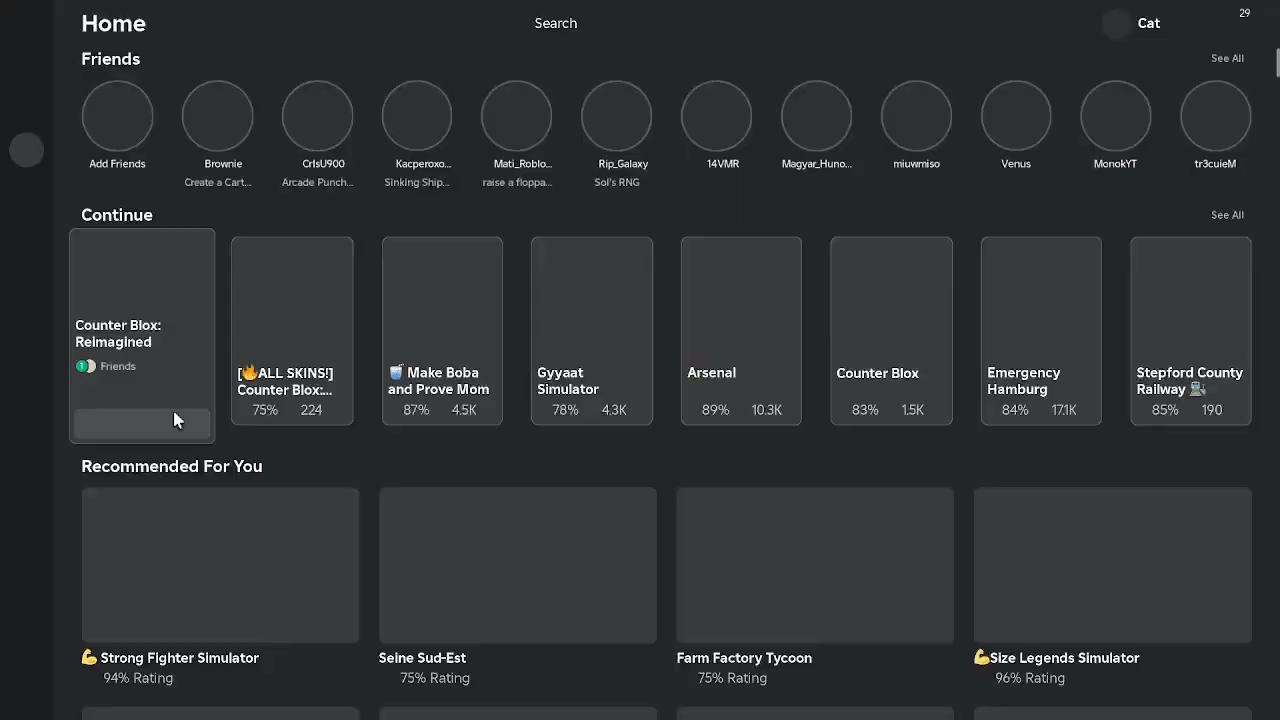 Home
Search
Cat
29
Friends
See All
Add Friends
Brownie
CrisU900
Kacperoxo...
Mati_Roblo...
Rip_Galaxy
14VMR
Magyar_Huno...
miuwmiso
Venus
MonokYT
tr3cuieM
Create a Cart...
Arcade Punch...
Sinking Ship...
raise a floppa...
Sol's RNG
Continue
See All
Counter Blox:
Reimagined
1 Friends
[🔥ALL SKINS!]
Counter Blox:...
75% 224
🥤 Make Boba
and Prove Mom
87% 4.5K
Gyyaat
Simulator
78% 4.3K
Arsenal
89% 10.3K
Counter Blox
83% 1.5K
Emergency
Hamburg
84% 17.1K
Stepford County
Railway 🚉
85% 190
Recommended For You
💪 Strong Fighter Simulator
94% Rating
Seine Sud-Est
75% Rating
Farm Factory Tycoon
75% Rating
💪Size Legends Simulator
96% Rating